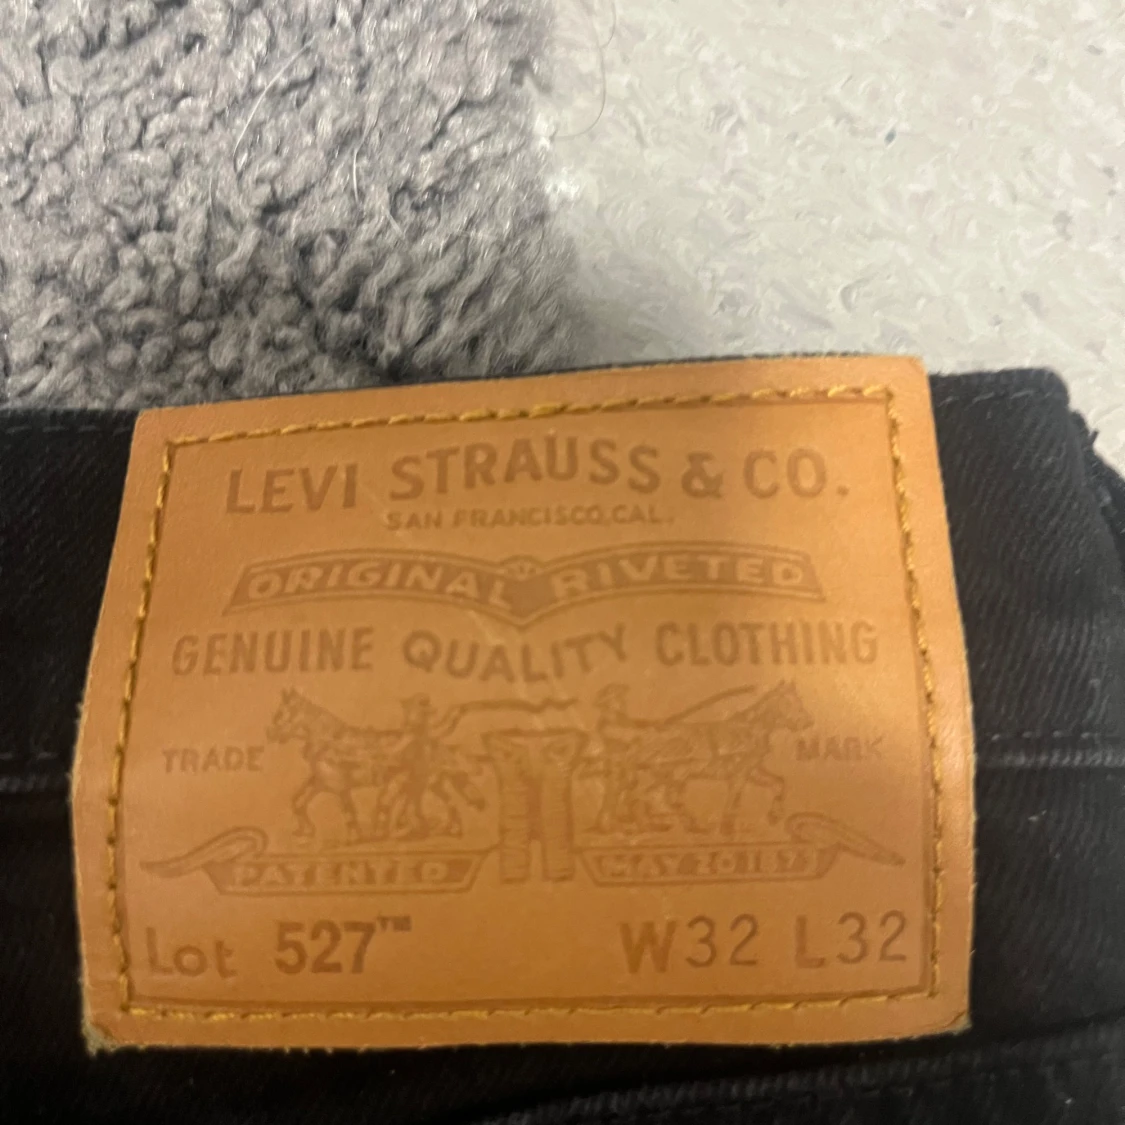 LEVI STRAUSS & CO.
SAN FRANCISCO, CAL.
ORIGINAL RIVETED
GENUINE QUALITY CLOTHING
TRADE MARK
PATENTED MAY 20 1873
Lot 527™ W32 L32